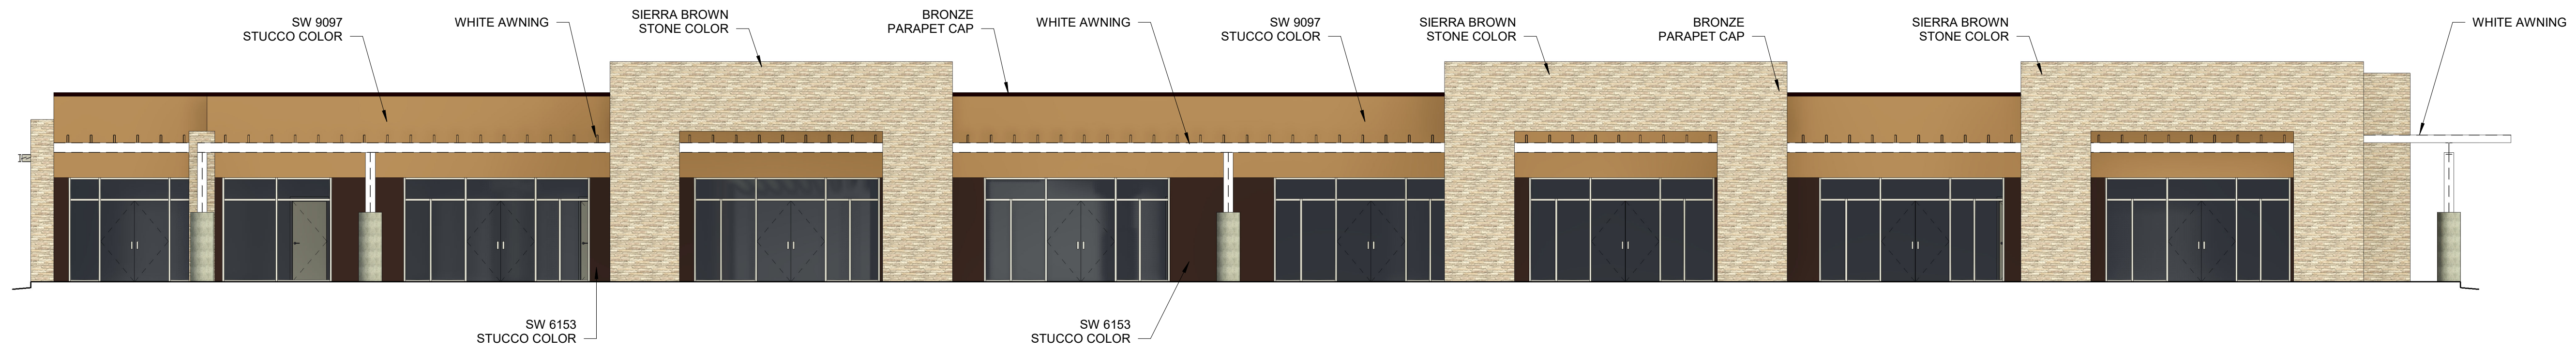 SW 9097
STUCCO COLOR
WHITE AWNING
SIERRA BROWN
STONE COLOR
BRONZE
PARAPET CAP
WHITE AWNING
SW 9097
STUCCO COLOR
SIERRA BROWN
STONE COLOR
BRONZE
PARAPET CAP
SIERRA BROWN
STONE COLOR
WHITE AWNING
SW 6153
STUCCO COLOR
SW 6153
STUCCO COLOR